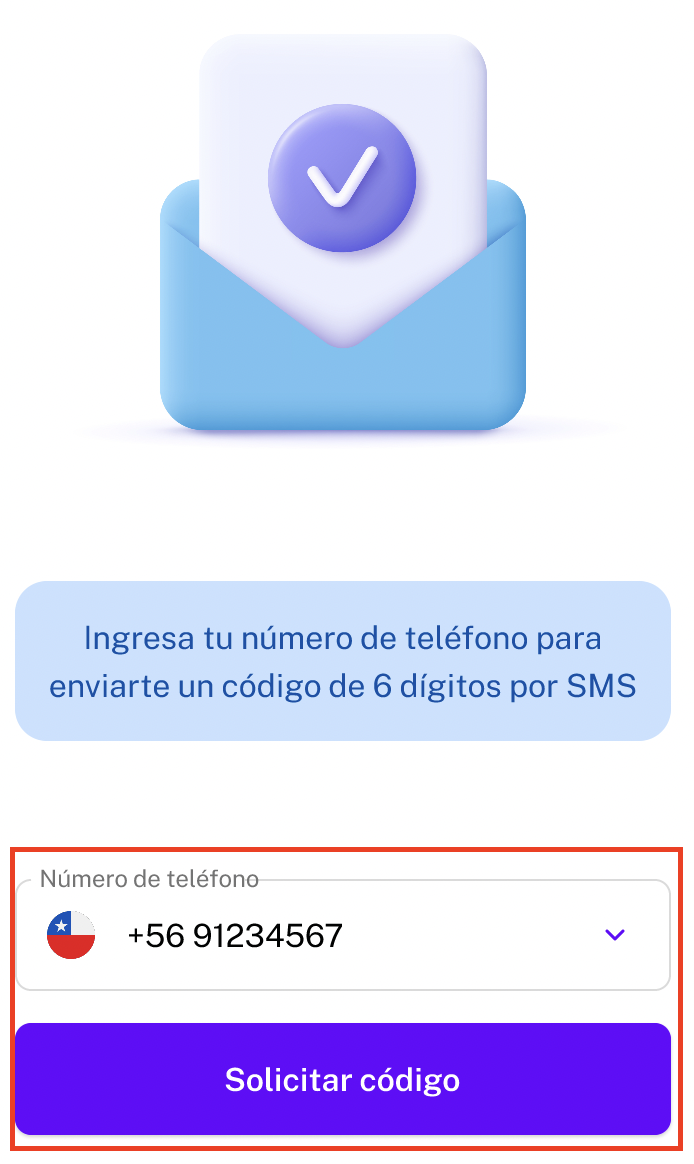 Ingresa tu número de teléfono para
enviarte un código de 6 dígitos por SMS
Número de teléfono
+56 91234567
Solicitar código